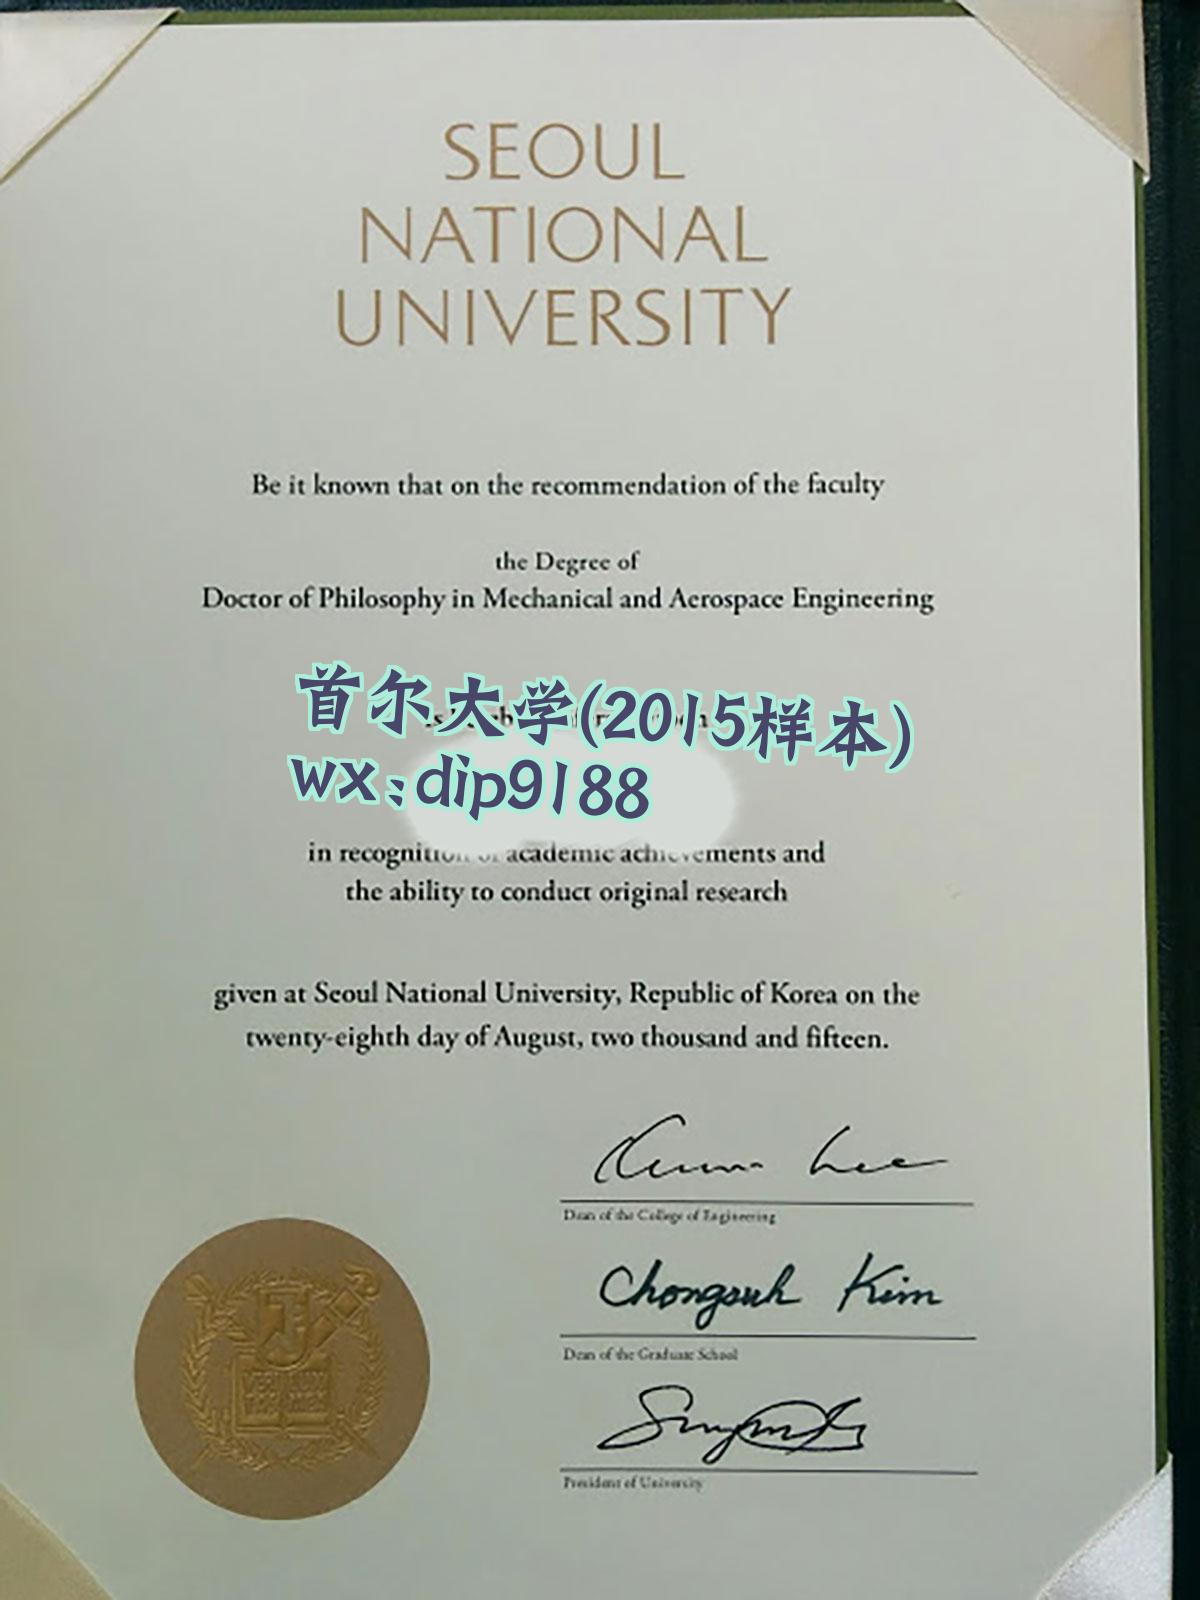 SEOUL
NATIONAL
UNIVERSITY
Be it known that on the recommendation of the faculty
the Degree of
Doctor of Philosophy in Mechanical and Aerospace Engineering
首尔大学(2015样本)
wx:dip9188
in recognition of academic achievements and
the ability to conduct original research
given at Seoul National University, Republic of Korea on the
twenty-eighth day of August, two thousand and fifteen.
Lee
Dean of the College of Engineering
Chongsuh Kim
Dean of the Graduate School
President of University